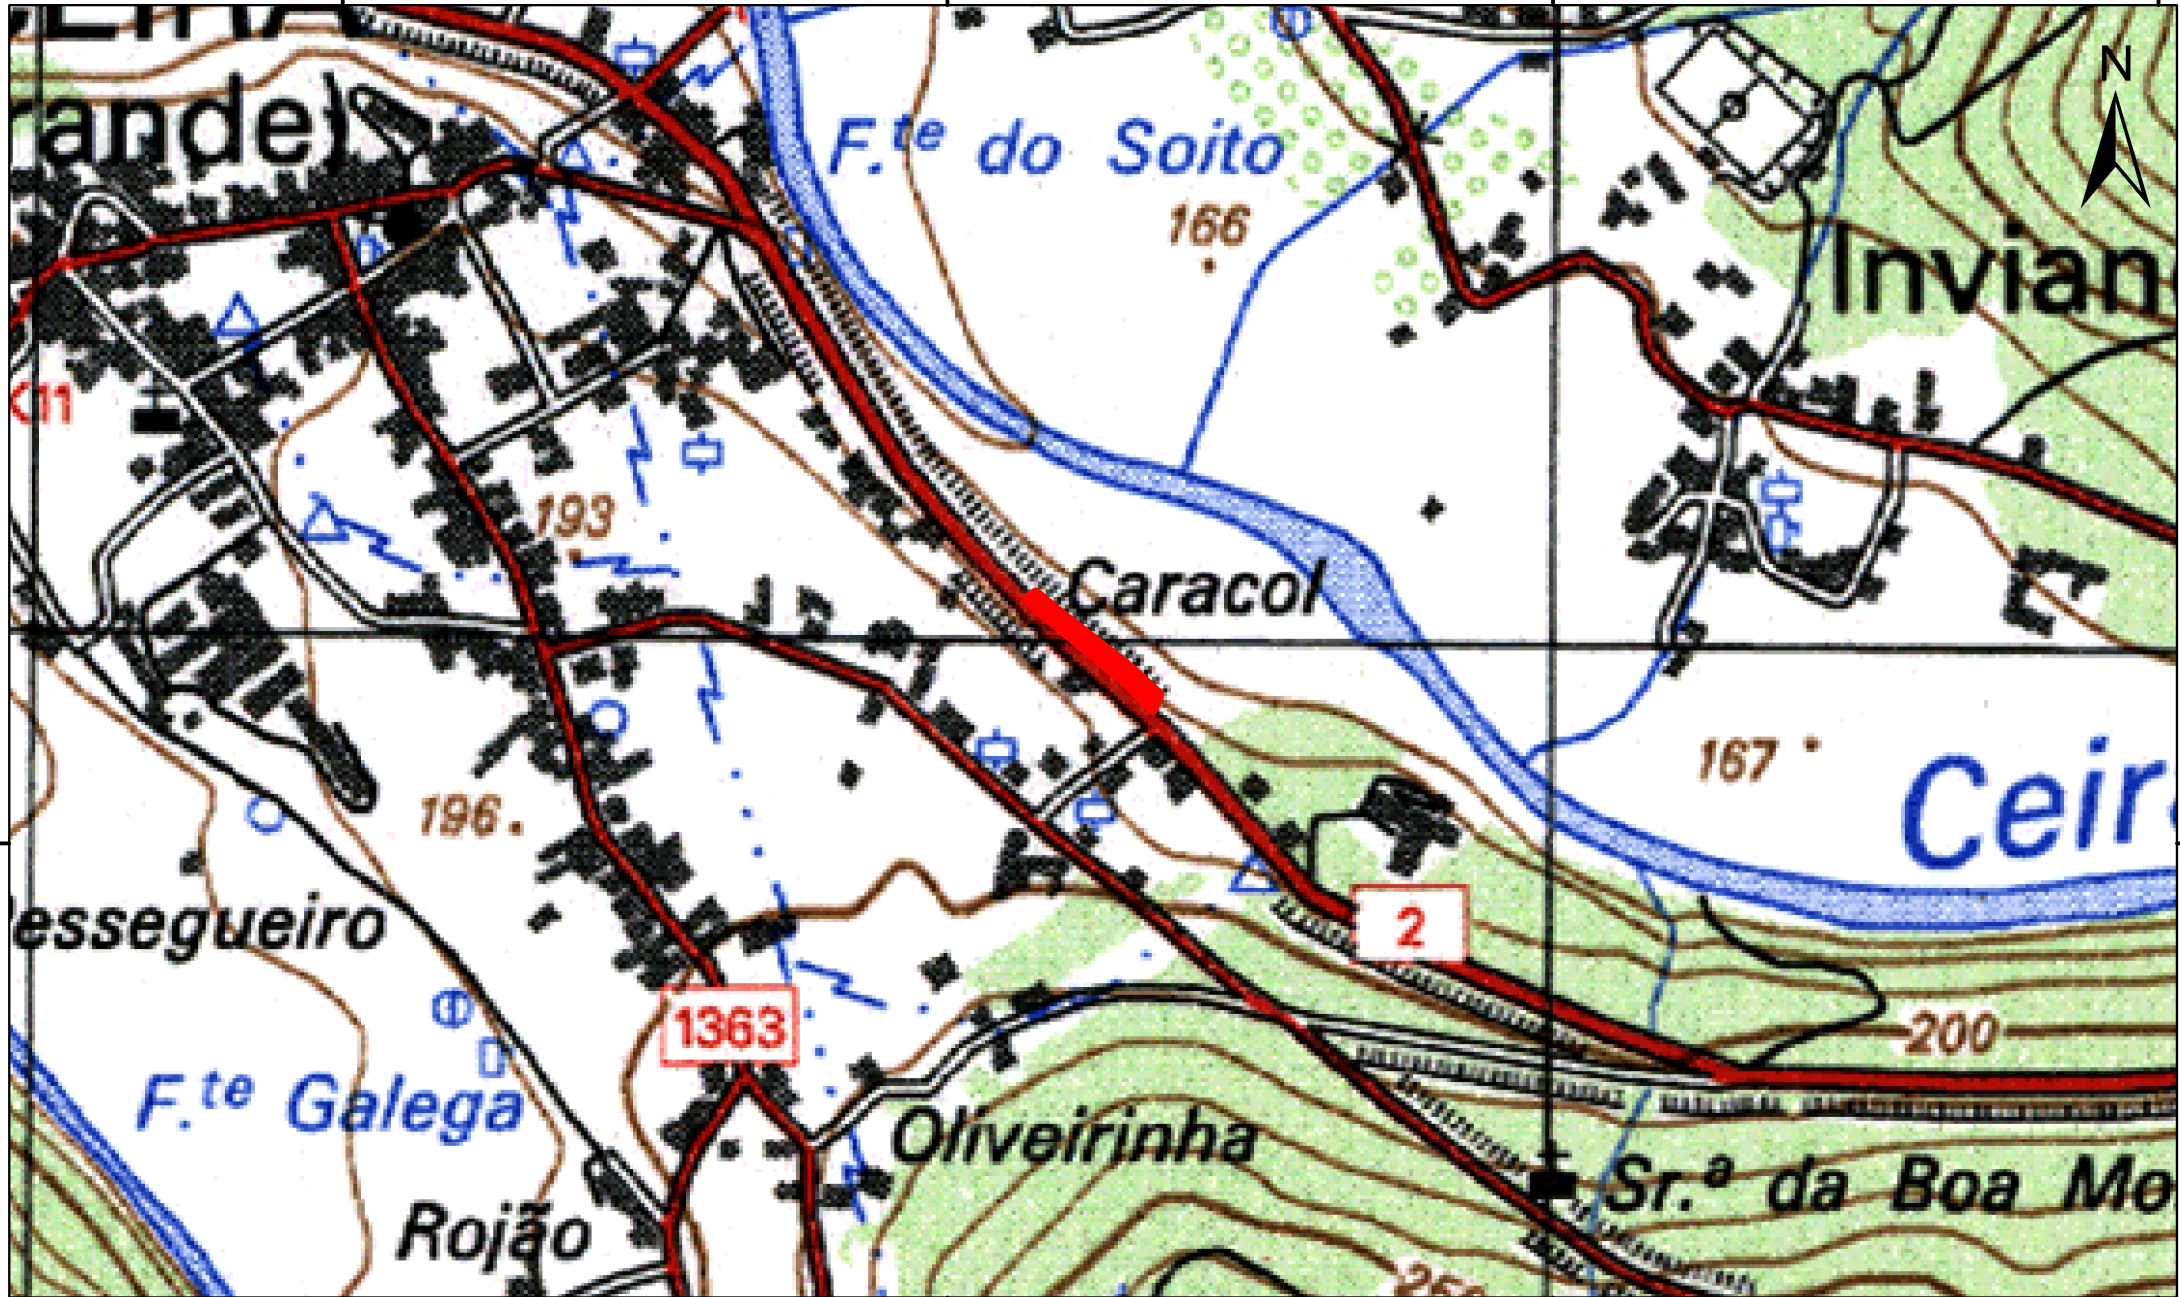 N
rande)
F.te do Soito
166
Invian
11
193
Caracol
167
Ceir
196
essegueiro
2
1363
200
F.te Galega
Oliveirinha
Sr.ª da Boa Mo
Rojão